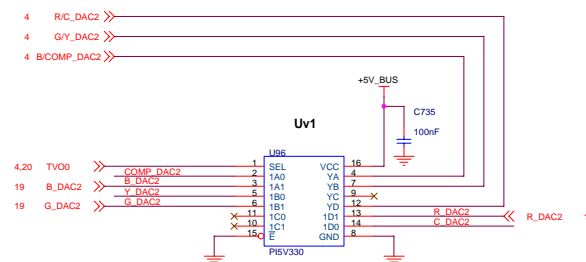 4 R/C_DAC2
4 G/Y_DAC2
4 B/COMP_DAC2
+5V_BUS
C735
100nF
Uv1
U96
4,20 TVO0 1 SEL VCC 16
COMP_DAC2 2 1A0 YA 4
19 B_DAC2 B_DAC2 3 1A1 YB 7
Y_DAC2 5 1B0 YC 9
19 G_DAC2 G_DAC2 6 1B1 YD 12
11 1C0 1D1 13 R_DAC2 R_DAC2
10 1C1 1D0 14 C_DAC2
15 E GND 8
PI5V330